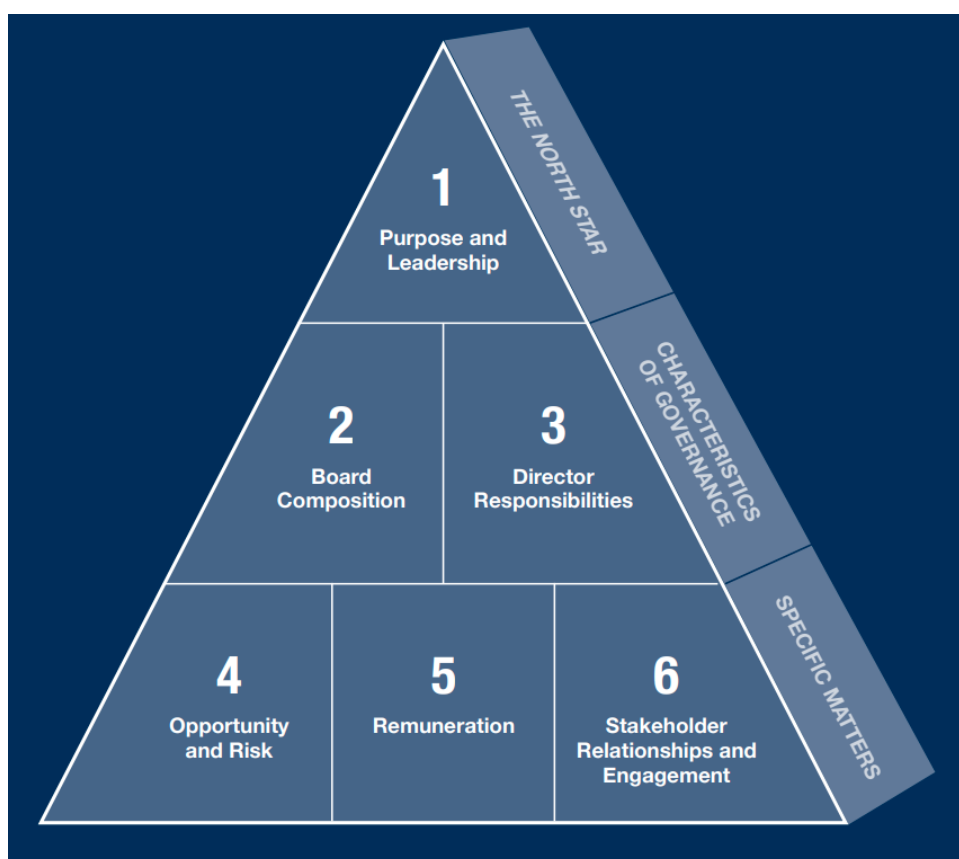 THE NORTH STAR
1
Purpose and
Leadership
CHARACTERISTICS
OF GOVERNANCE
2
Board
Composition
3
Director
Responsibilities
SPECIFIC MATTERS
4
Opportunity
and Risk
5
Remuneration
6
Stakeholder
Relationships and
Engagement